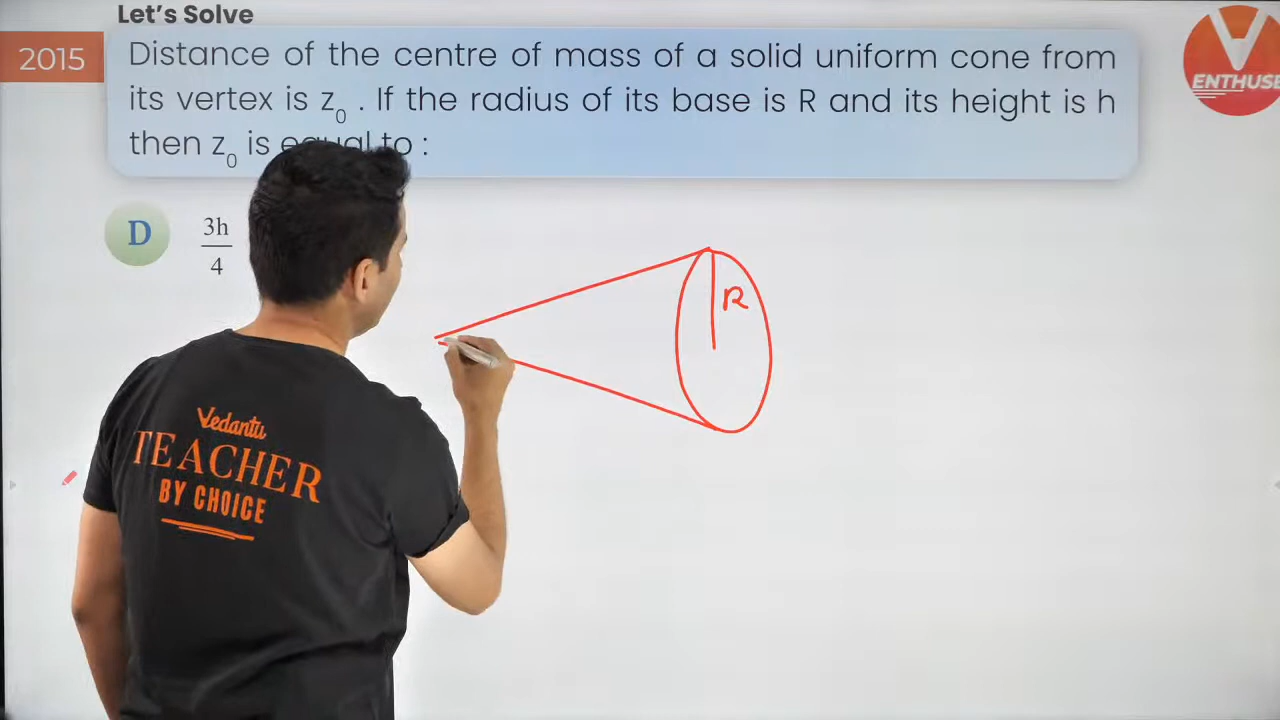 Let's Solve
2015
Distance of the centre of mass of a solid uniform cone from
its vertex is z₀ . If the radius of its base is R and its height is h
then z₀ is equal to :
ENTHUSE
D
3h
4
R
Vedantu
TEACHER
BY CHOICE